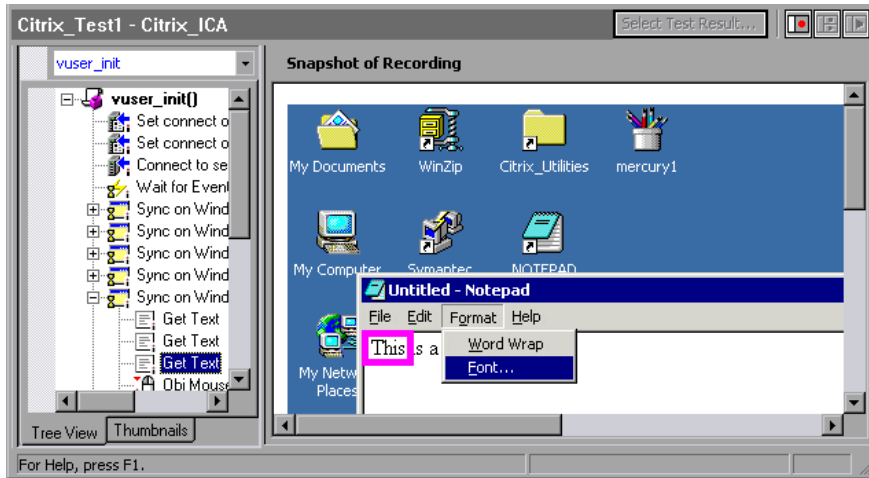 Citrix_Test1 - Citrix_ICA
Select Test Result...
vuser_init
Snapshot of Recording
vuser_init()
Set connect o
Set connect o
Connect to se
Wait for Event
Sync on Wind
Sync on Wind
Sync on Wind
Sync on Wind
Sync on Wind
Get Text
Get Text
Get Text
Obj Mouse
Tree View
Thumbnails
My Documents
WinZip
Citrix_Utilities
mercury1
My Computer
Symantec
NOTEPAD
My Netw
Places
Untitled - Notepad
File Edit Format Help
This is a
Word Wrap
Font...
For Help, press F1.